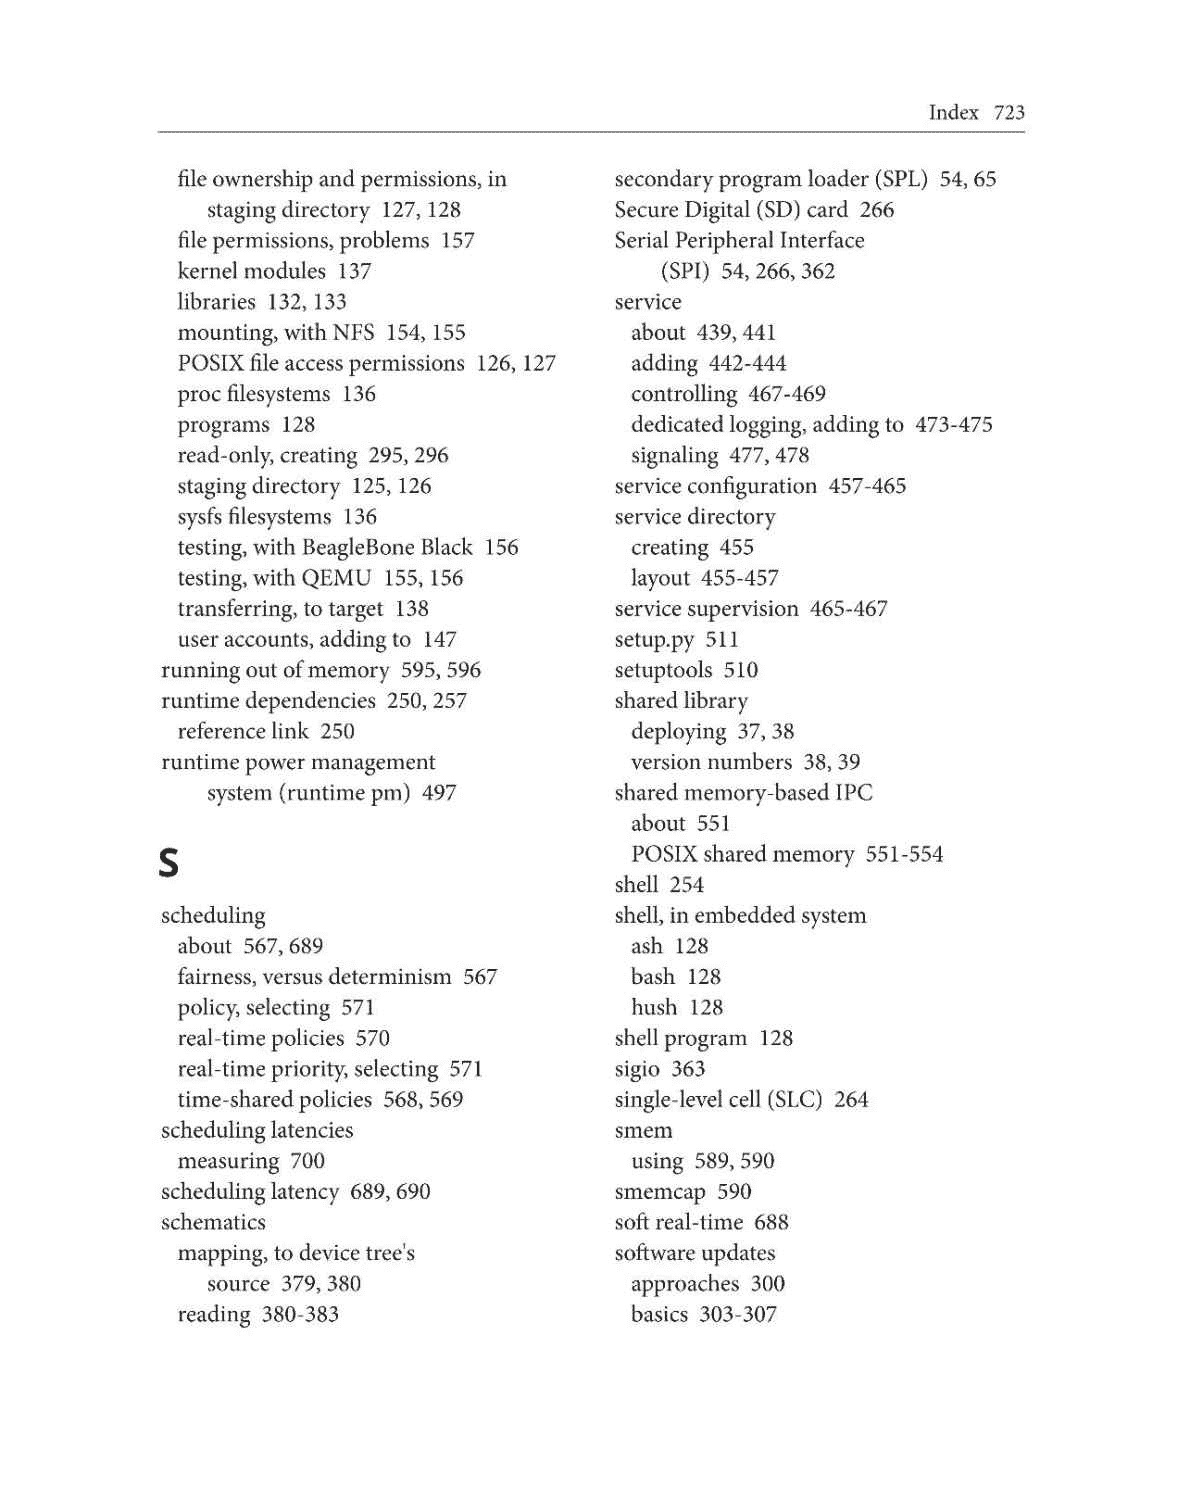 Index 723
file ownership and permissions, in
staging directory 127, 128
file permissions, problems 157
kernel modules 137
libraries 132, 133
mounting, with NFS 154, 155
POSIX file access permissions 126, 127
proc filesystems 136
programs 128
read-only, creating 295, 296
staging directory 125, 126
sysfs filesystems 136
testing, with BeagleBone Black 156
testing, with QEMU 155, 156
transferring, to target 138
user accounts, adding to 147
running out of memory 595, 596
runtime dependencies 250, 257
reference link 250
runtime power management
system (runtime pm) 497
S
scheduling
about 567, 689
fairness, versus determinism 567
policy, selecting 571
real-time policies 570
real-time priority, selecting 571
time-shared policies 568, 569
scheduling latencies
measuring 700
scheduling latency 689, 690
schematics
mapping, to device tree's
source 379, 380
reading 380-383
secondary program loader (SPL) 54, 65
Secure Digital (SD) card 266
Serial Peripheral Interface
(SPI) 54, 266, 362
service
about 439, 441
adding 442-444
controlling 467-469
dedicated logging, adding to 473-475
signaling 477, 478
service configuration 457-465
service directory
creating 455
layout 455-457
service supervision 465-467
setup.py 511
setuptools 510
shared library
deploying 37, 38
version numbers 38, 39
shared memory-based IPC
about 551
POSIX shared memory 551-554
shell 254
shell, in embedded system
ash 128
bash 128
hush 128
shell program 128
sigio 363
single-level cell (SLC) 264
smem
using 589, 590
smemcap 590
soft real-time 688
software updates
approaches 300
basics 303-307